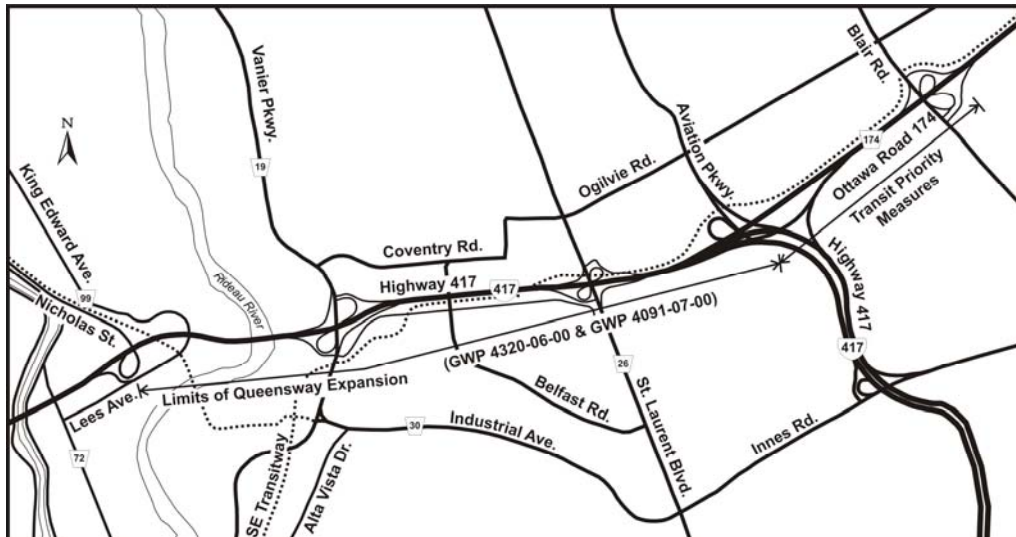 Vanier Pkwy.
Blair Rd.
Aviation Pkwy.
174
Ottawa Road 174
Transit Priority
Measures
N
King Edward Ave.
19
Ogilvie Rd.
Coventry Rd.
Highway 417
417
Rideau River
99
Nicholas St.
Highway 417
417
(GWP 4320-06-00 & GWP 4091-07-00)
Limits of Queensway Expansion
26
Lees Ave.
Belfast Rd.
St. Laurent Blvd.
Industrial Ave.
30
Innes Rd.
72
SE Transitway
Alta Vista Dr.